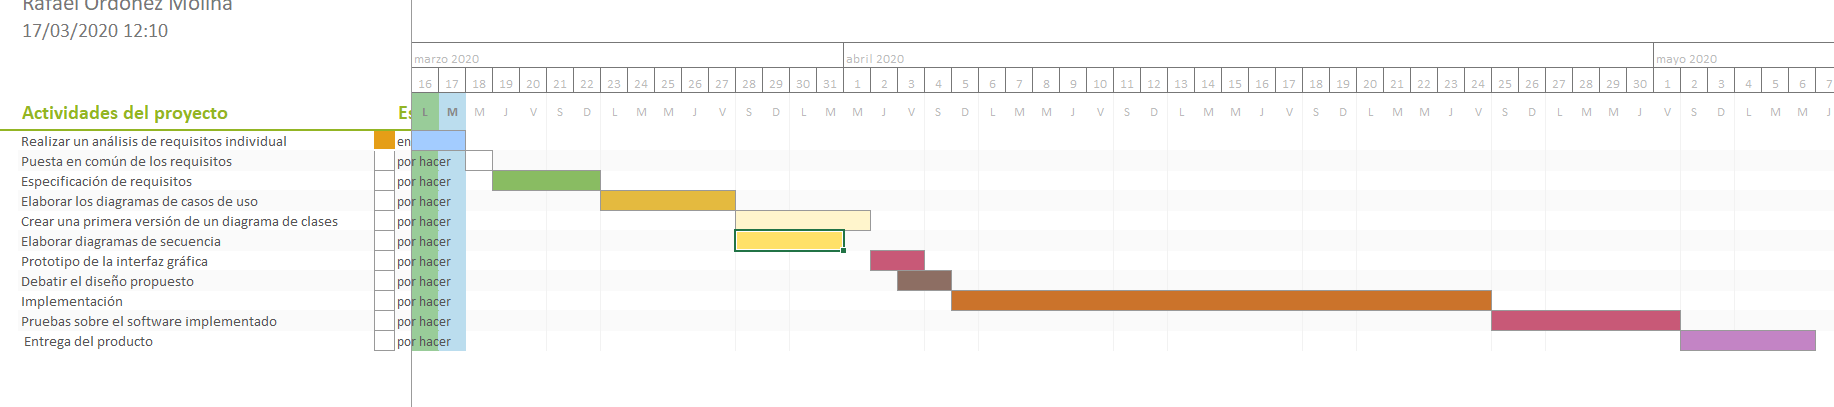 Rafael Ordoñez Molina
17/03/2020 12:10
marzo 2020 abril 2020 mayo 2020
16 17 18 19 20 21 22 23 24 25 26 27 28 29 30 31 1 2 3 4 5 6 7 8 9 10 11 12 13 14 15 16 17 18 19 20 21 22 23 24 25 26 27 28 29 30 1 2 3 4 5 6 7
Actividades del proyecto Es L M M J V S D L M M J V S D L M M J V S D L M M J V S D L M M J V S D L M M J V S D L M M J V S D L M M J
Realizar un análisis de requisitos individual en
Puesta en común de los requisitos por hacer
Especificación de requisitos por hacer
Elaborar los diagramas de casos de uso por hacer
Crear una primera versión de un diagrama de clases por hacer
Elaborar diagramas de secuencia por hacer
Prototipo de la interfaz gráfica por hacer
Debatir el diseño propuesto por hacer
Implementación por hacer
Pruebas sobre el software implementado por hacer
Entrega del producto por hacer